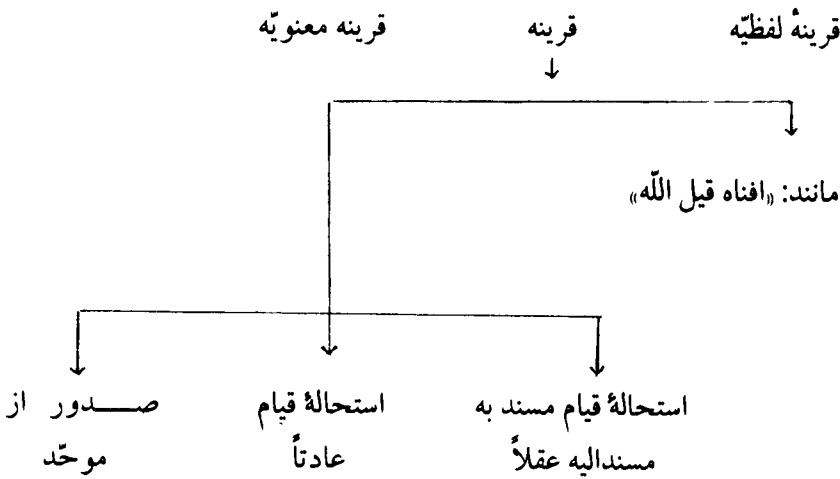 قرینهٔ لفظیّه قرینه قرینه معنویّه
مانند: «افناه قیل اللّه»
استحالهٔ قیام مسند به استحالهٔ قیام صـــدور از
مسندالیه عقلاً عادتاً موحّد